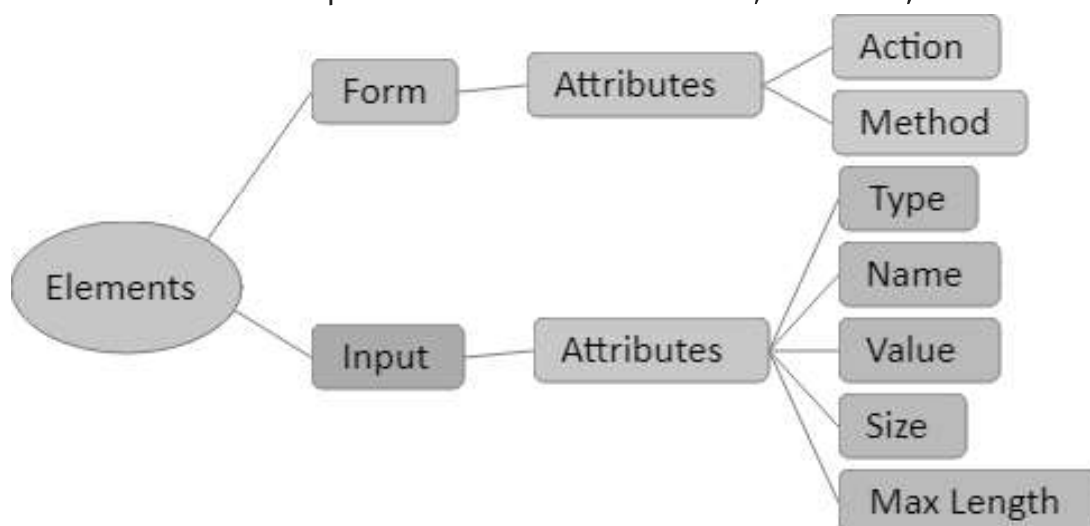 Form
Attributes
Action
Method
Elements
Input
Attributes
Type
Name
Value
Size
Max Length